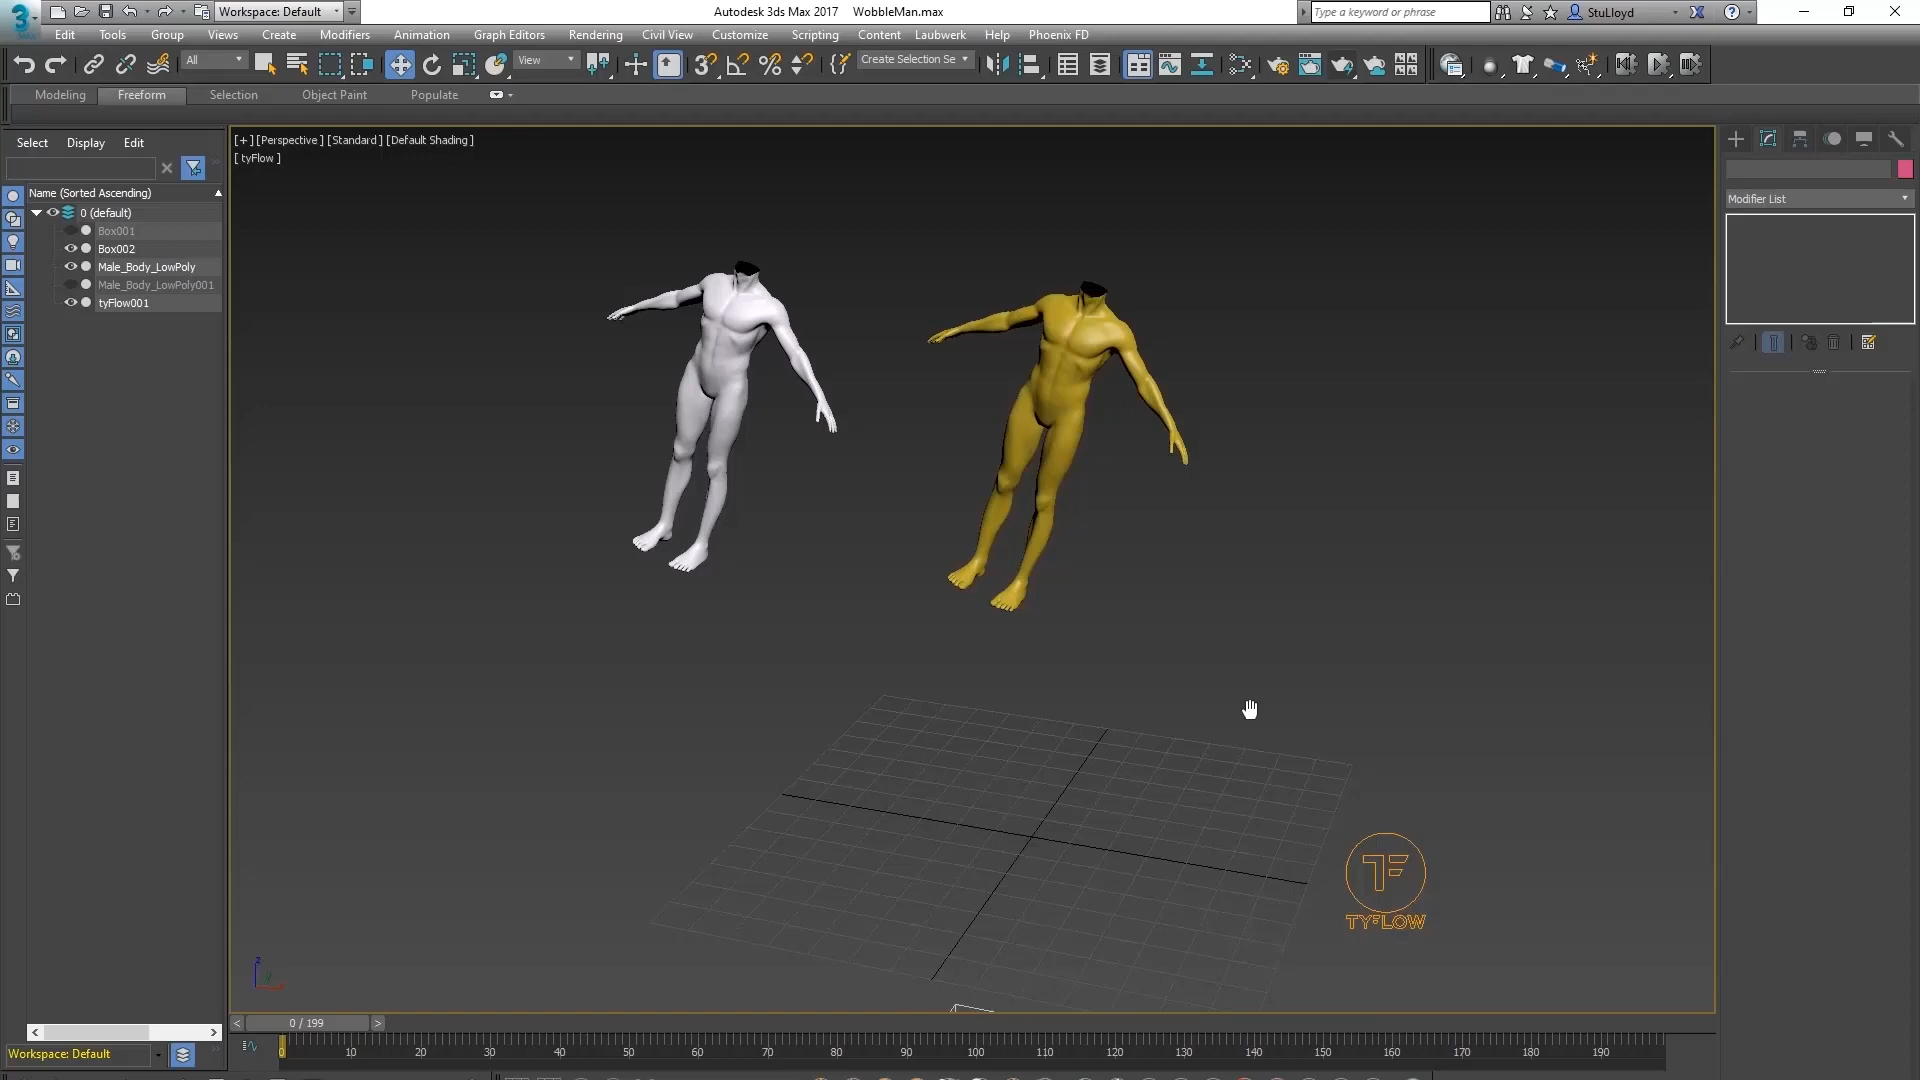 Workspace: Default
Autodesk 3ds Max 2017 WobbleMan.max
Type a keyword or phrase
StuLloyd
Edit Tools Group Views Create Modifiers Animation Graph Editors Rendering Civil View Customize Scripting Content Laubwerk Help Phoenix FD
All
View
Create Selection Se
Modeling Freeform Selection Object Paint Populate
Select Display Edit
[+] [Perspective] [Standard] [Default Shading]
[ tyFlow ]
Name (Sorted Ascending)
0 (default)
Box001
Box002
Male_Body_LowPoly
Male_Body_LowPoly001
tyFlow001
Modifier List
TF
TYFLOW
z
y
0 / 199
0 10 20 30 40 50 60 70 80 90 100 110 120 130 140 150 160 170 180 190
Workspace: Default